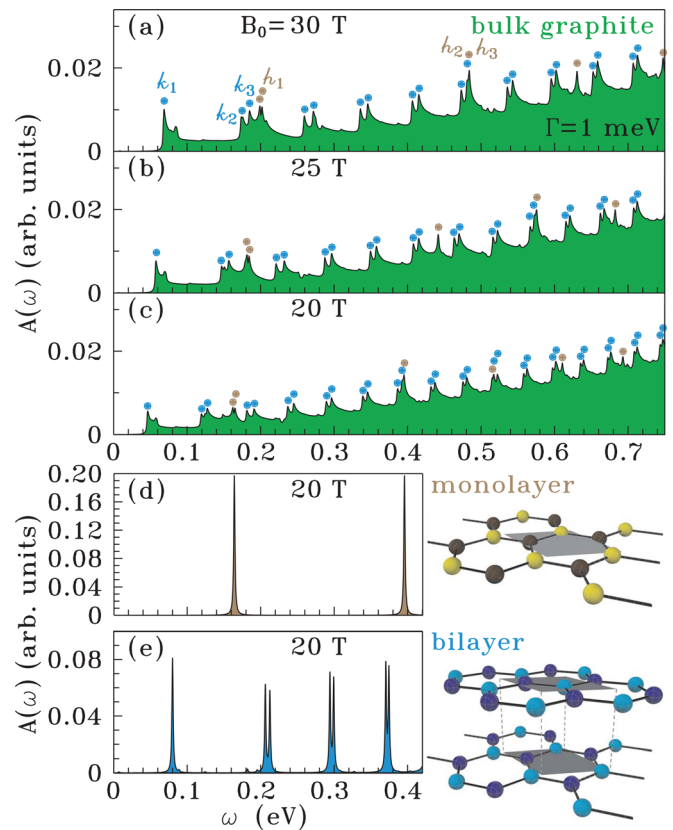 (a) B₀=30 T bulk graphite
k₁ k₂ k₃ h₁ h₂ h₃
Γ=1 meV
0.02
0
(b) 25 T
0.02
0
(c) 20 T
0.02
0
A(ω) (arb. units)
0 0.1 0.2 0.3 0.4 0.5 0.6 0.7
(d) 20 T monolayer
0.20
0.16
0.12
0.08
0.04
0
A(ω) (arb. units)
(e) 20 T bilayer
0.08
0.04
0
0 0.1 0.2 0.3 0.4
ω (eV)